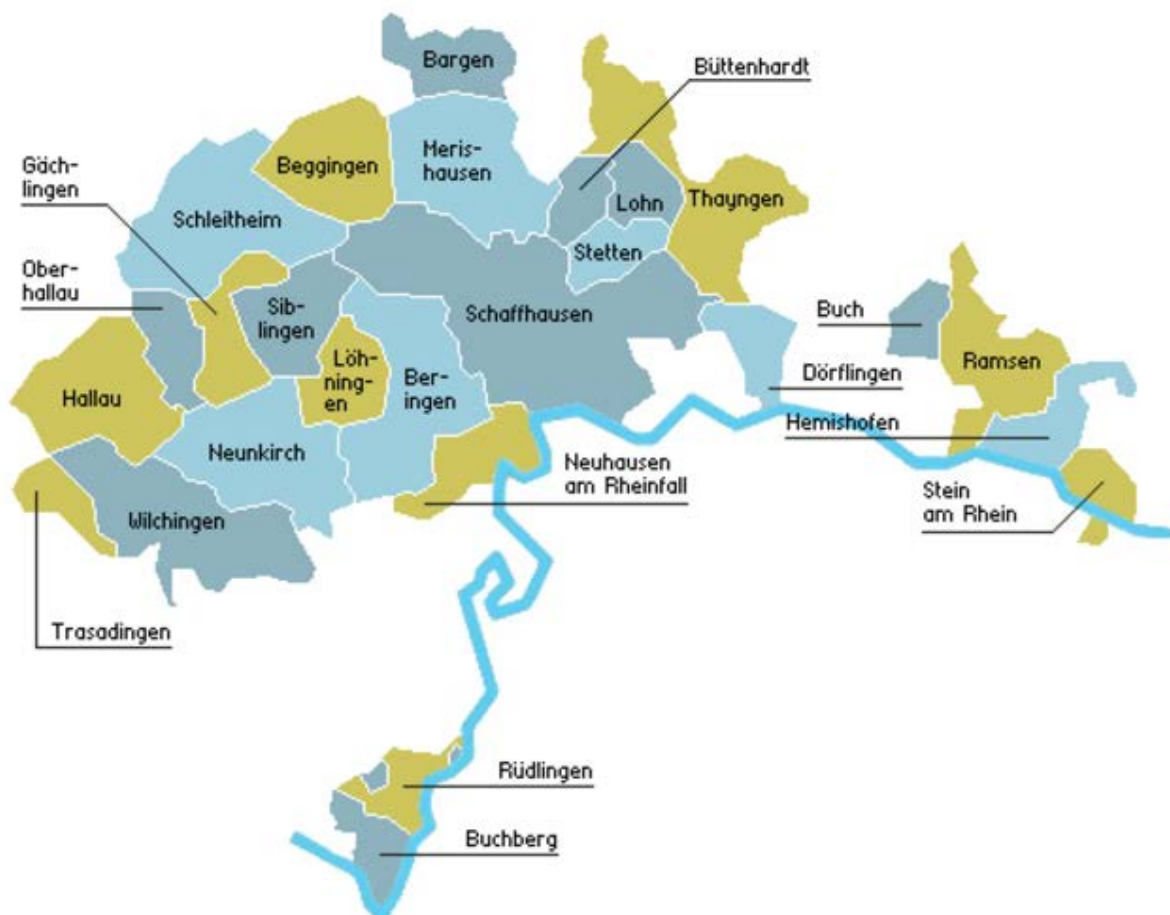 Bargen
Büttenhardt
Gäch-
lingen
Beggingen
Meris-
hausen
Schleitheim
Lohn
Thayngen
Ober-
hallau
Stetten
Sib-
lingen
Schaffhausen
Buch
Löh-
ning-
en
Ber-
ingen
Ramsen
Hallau
Dörflingen
Hemishofen
Neunkirch
Neuhausen
am Rheinfall
Stein
am Rhein
Wilchingen
Trasadingen
Rüdlingen
Buchberg